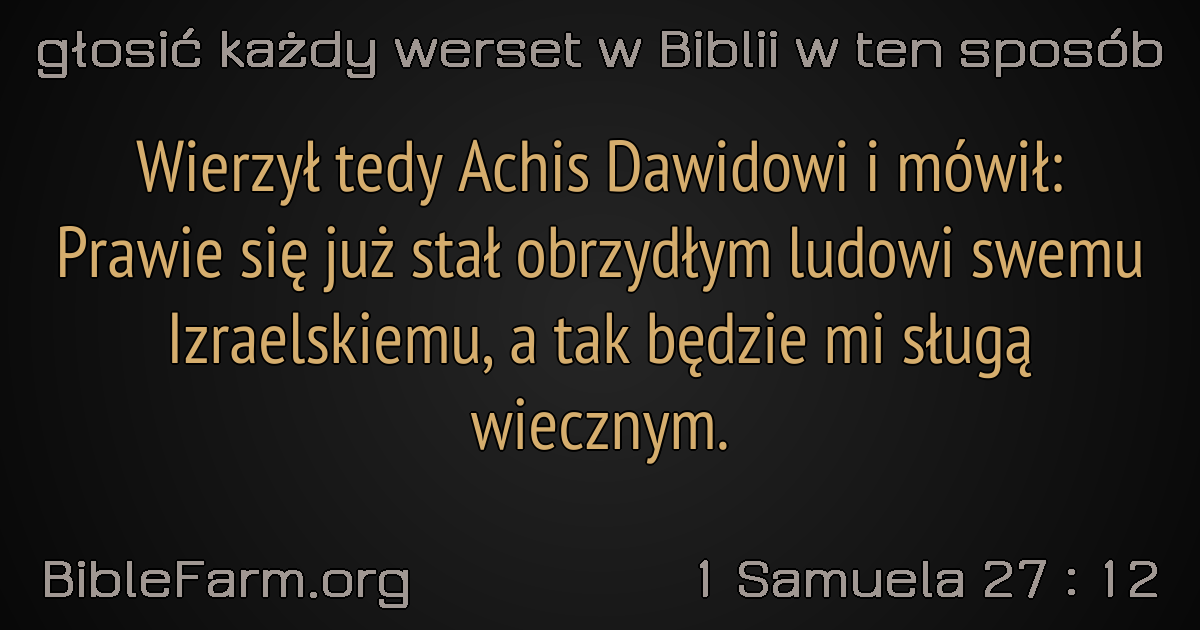 głosić każdy werset w Biblii w ten sposób
Wierzył tedy Achis Dawidowi i mówił:
Prawie się już stał obrzydłym ludowi swemu
Izraelskiemu, a tak będzie mi sługą
wiecznym.
BibleFarm.org
1 Samuela 27 : 12